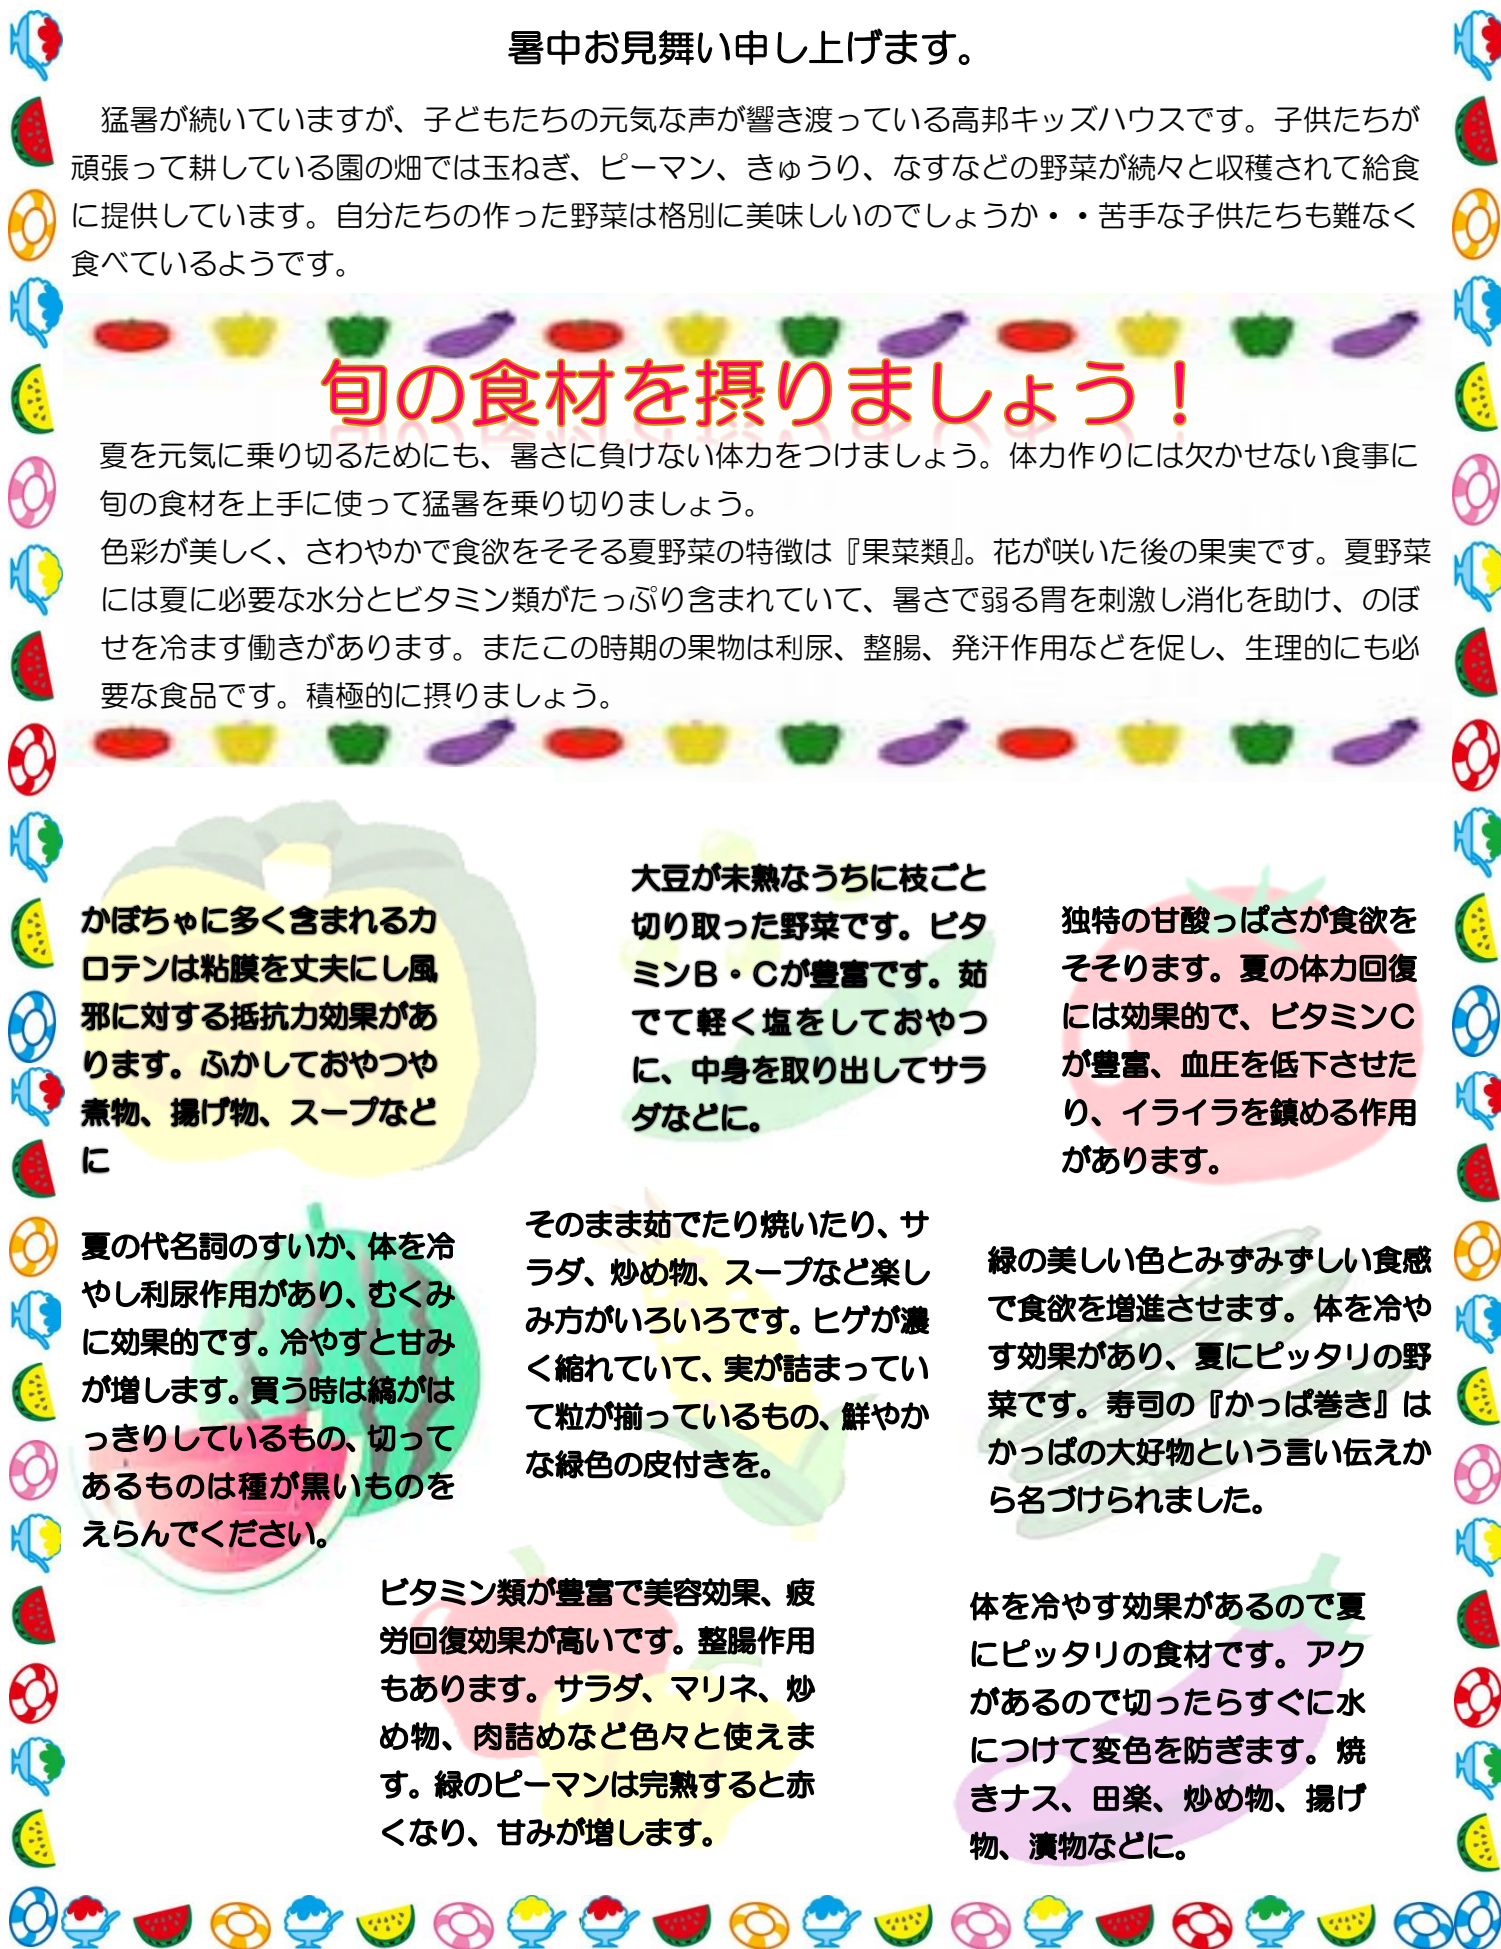 暑中お見舞い申し上げます。
猛暑が続いていますが、子どもたちの元気な声が響き渡っている高邦キッズハウスです。子供たちが
頑張って耕している園の畑では玉ねぎ、ピーマン、きゅうり、なすなどの野菜が続々と収穫されて給食
に提供しています。自分たちの作った野菜は格別に美味しいのでしょうか・・苦手な子供たちも難なく
食べているようです。
旬の食材を摂りましょう！
夏を元気に乗り切るためにも、暑さに負けない体力をつけましょう。体力作りには欠かせない食事に
旬の食材を上手に使って猛暑を乗り切りましょう。
色彩が美しく、さわやかで食欲をそそる夏野菜の特徴は『果菜類』。花が咲いた後の果実です。夏野菜
には夏に必要な水分とビタミン類がたっぷり含まれていて、暑さで弱る胃を刺激し消化を助け、のぼ
せを冷ます働きがあります。またこの時期の果物は利尿、整腸、発汗作用などを促し、生理的にも必
要な食品です。積極的に摂りましょう。
かぼちゃに多く含まれるカ
ロテンは粘膜を丈夫にし風
邪に対する抵抗力効果があ
ります。ふかしておやつや
煮物、揚げ物、スープなど
に
大豆が未熟なうちに枝ごと
切り取った野菜です。ビタ
ミンＢ・Ｃが豊富です。茹
でて軽く塩をしておやつ
に、中身を取り出してサラ
ダなどに。
独特の甘酸っぱさが食欲を
そそります。夏の体力回復
には効果的で、ビタミンＣ
が豊富、血圧を低下させた
り、イライラを鎮める作用
があります。
夏の代名詞のすいか、体を冷
やし利尿作用があり、むくみ
に効果的です。冷やすと甘み
が増します。買う時は縞がは
っきりしているもの、切って
あるものは種が黒いものを
えらんでください。
そのまま茹でたり焼いたり、サ
ラダ、炒め物、スープなど楽し
み方がいろいろです。ヒゲが濃
く縮れていて、実が詰まってい
て粒が揃っているもの、鮮やか
な緑色の皮付きを。
緑の美しい色とみずみずしい食感
で食欲を増進させます。体を冷や
す効果があり、夏にピッタリの野
菜です。寿司の『かっぱ巻き』は
かっぱの大好物という言い伝えか
ら名づけられました。
ビタミン類が豊富で美容効果、疲
労回復効果が高いです。整腸作用
もあります。サラダ、マリネ、炒
め物、肉詰めなど色々と使えま
す。緑のピーマンは完熟すると赤
くなり、甘みが増します。
体を冷やす効果があるので夏
にピッタリの食材です。アク
があるので切ったらすぐに水
につけて変色を防ぎます。焼
きナス、田楽、炒め物、揚げ
物、漬物などに。